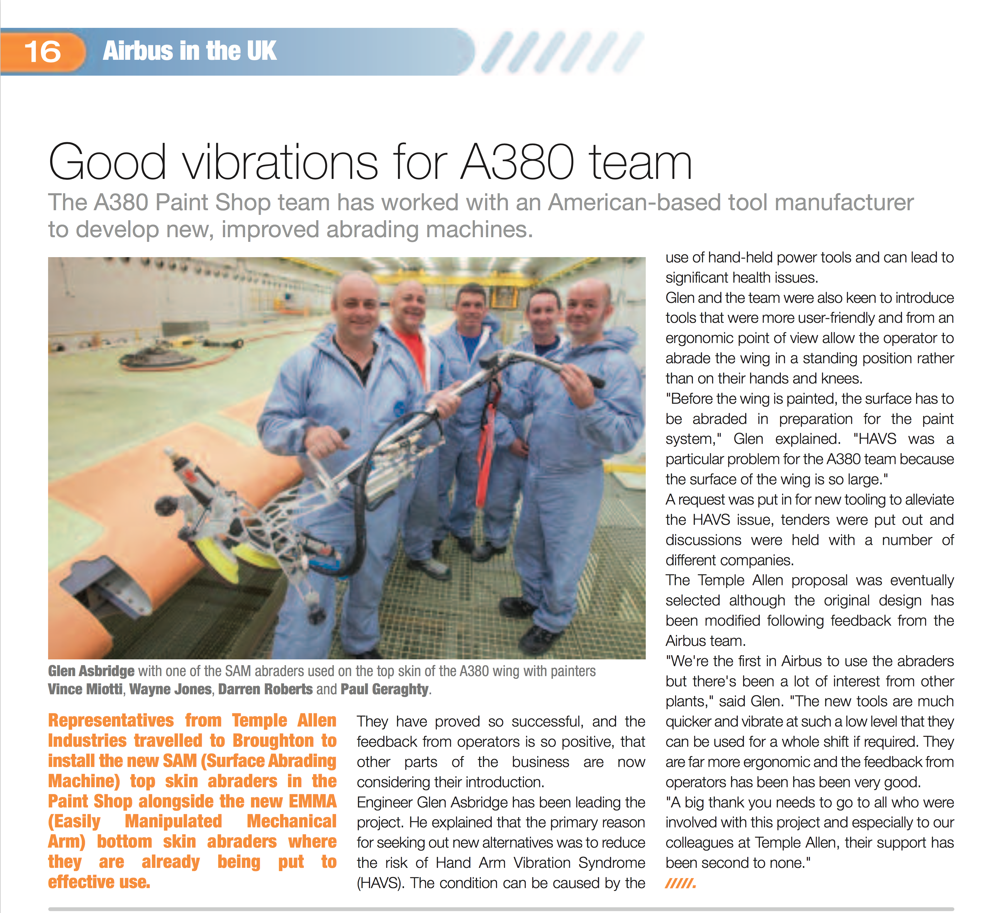 16
Airbus in the UK
Good vibrations for A380 team
The A380 Paint Shop team has worked with an American-based tool manufacturer
to develop new, improved abrading machines.
Glen Asbridge with one of the SAM abraders used on the top skin of the A380 wing with painters
Vince Miotti, Wayne Jones, Darren Roberts and Paul Geraghty.
Representatives from Temple Allen
Industries travelled to Broughton to
install the new SAM (Surface Abrading
Machine) top skin abraders in the
Paint Shop alongside the new EMMA
(Easily Manipulated Mechanical
Arm) bottom skin abraders where
they are already being put to
effective use.
They have proved so successful, and the
feedback from operators is so positive, that
other parts of the business are now
considering their introduction.
Engineer Glen Asbridge has been leading the
project. He explained that the primary reason
for seeking out new alternatives was to reduce
the risk of Hand Arm Vibration Syndrome
(HAVS). The condition can be caused by the
use of hand-held power tools and can lead to
significant health issues.
Glen and the team were also keen to introduce
tools that were more user-friendly and from an
ergonomic point of view allow the operator to
abrade the wing in a standing position rather
than on their hands and knees.
"Before the wing is painted, the surface has to
be abraded in preparation for the paint
system," Glen explained. "HAVS was a
particular problem for the A380 team because
the surface of the wing is so large."
A request was put in for new tooling to alleviate
the HAVS issue, tenders were put out and
discussions were held with a number of
different companies.
The Temple Allen proposal was eventually
selected although the original design has
been modified following feedback from the
Airbus team.
"We're the first in Airbus to use the abraders
but there's been a lot of interest from other
plants," said Glen. "The new tools are much
quicker and vibrate at such a low level that they
can be used for a whole shift if required. They
are far more ergonomic and the feedback from
operators has been has been very good.
"A big thank you needs to go to all who were
involved with this project and especially to our
colleagues at Temple Allen, their support has
been second to none."
/////.